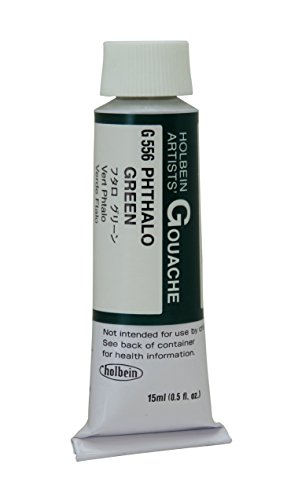 HOLBEIN
ARTISTS'
GOUACHE
G 556 PHTHALO
GREEN
フタロ グリーン
Vert Phtalo
Verde Ftalo
Not intended for use by
See back of container
for health information.
holbein
15ml (0.5 fl. oz.)